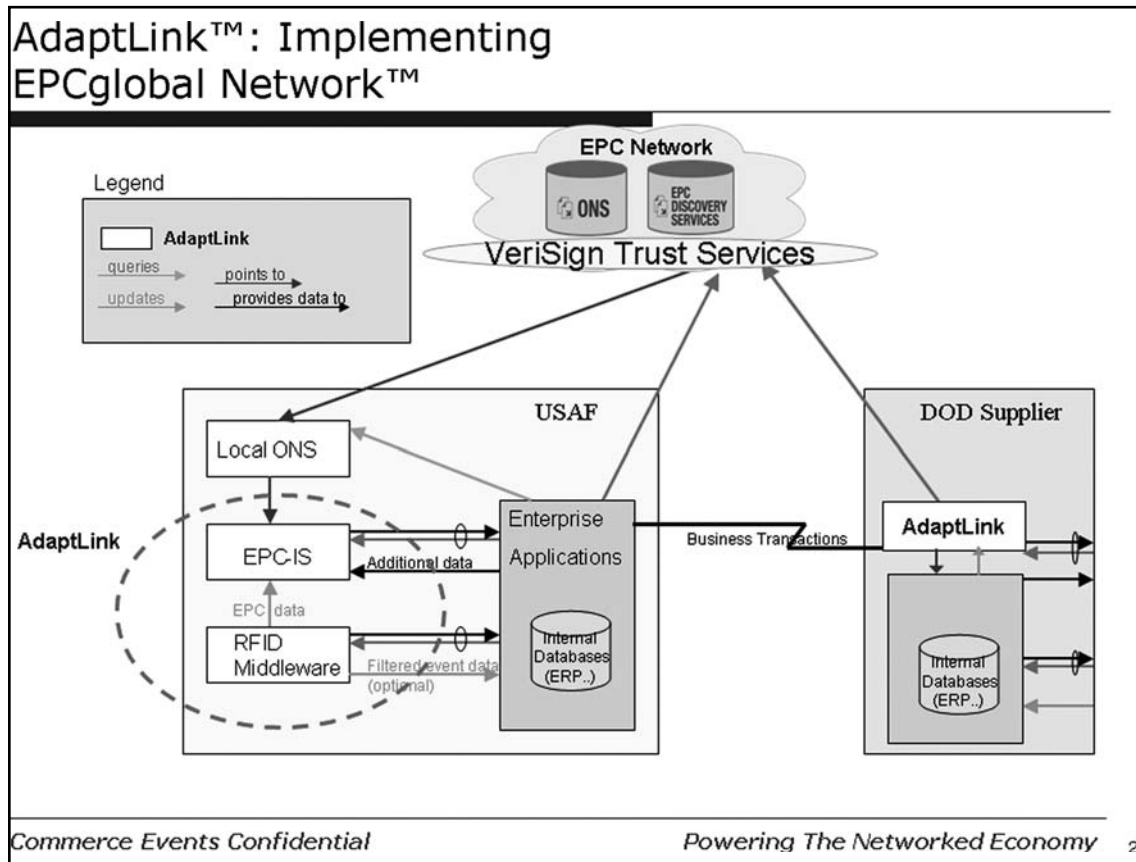 AdaptLink™: Implementing
EPCglobal Network™
EPC Network
ONS
EPC
DISCOVERY
SERVICES
VeriSign Trust Services
Legend
AdaptLink
queries
points to
updates
provides data to
USAF
DOD Supplier
Local ONS
AdaptLink
EPC-IS
Enterprise
Applications
Additional data
Business Transactions
AdaptLink
EPC data
RFID
Middleware
Filtered event data
(optional)
Internal
Databases
(ERP..)
Internal
Databases
(ERP..)
Commerce Events Confidential
Powering The Networked Economy
2